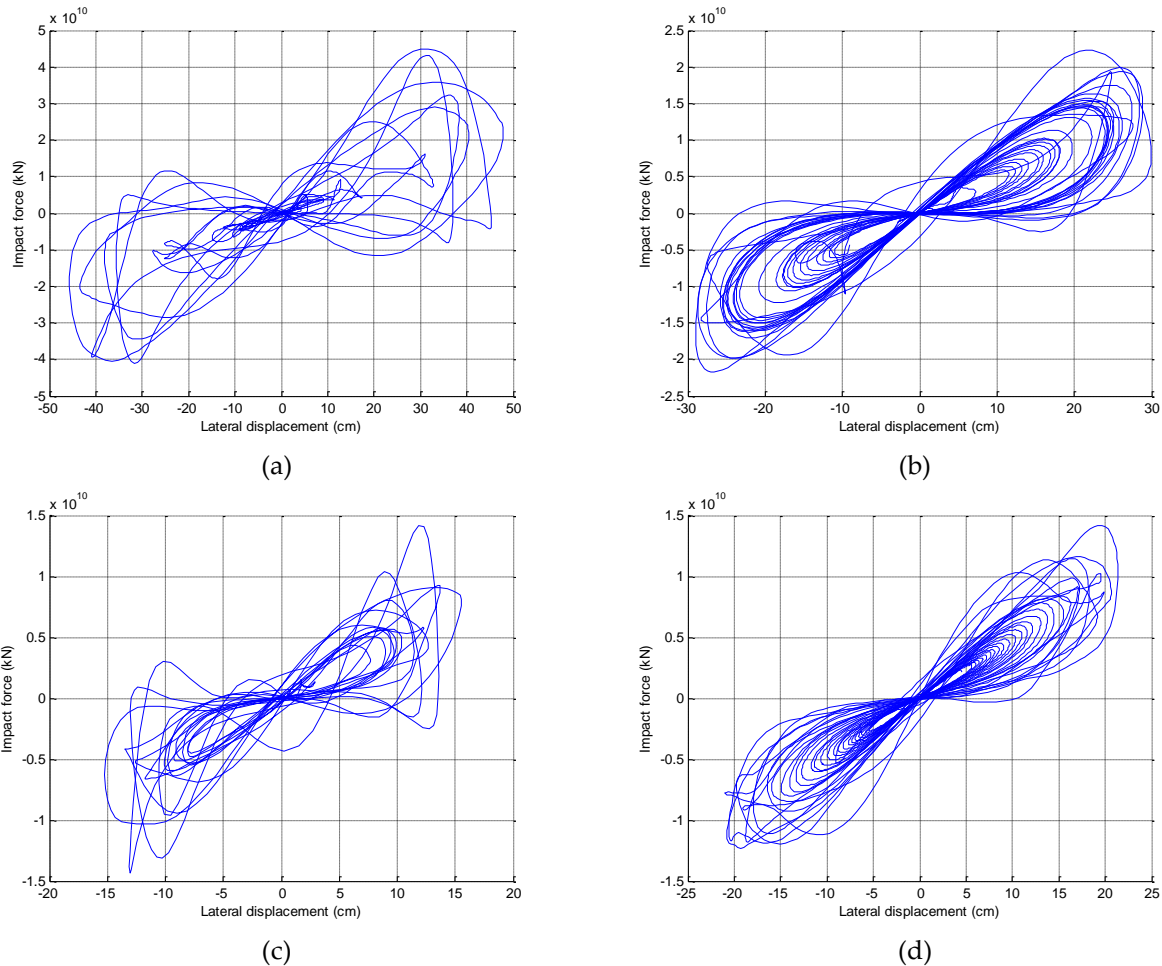 x 10^10
5
4
3
2
1
0
-1
-2
-3
-4
-5
-50 -40 -30 -20 -10 0 10 20 30 40 50
Impact force (kN)
Lateral displacement (cm)
(a)
x 10^10
2.5
2
1.5
1
0.5
0
-0.5
-1
-1.5
-2
-2.5
-30 -20 -10 0 10 20 30
Impact force (kN)
Lateral displacement (cm)
(b)
x 10^10
1.5
1
0.5
0
-0.5
-1
-1.5
-20 -15 -10 -5 0 5 10 15 20
Impact force (kN)
Lateral displacement (cm)
(c)
x 10^10
1.5
1
0.5
0
-0.5
-1
-1.5
-25 -20 -15 -10 -5 0 5 10 15 20 25
Impact force (kN)
Lateral displacement (cm)
(d)